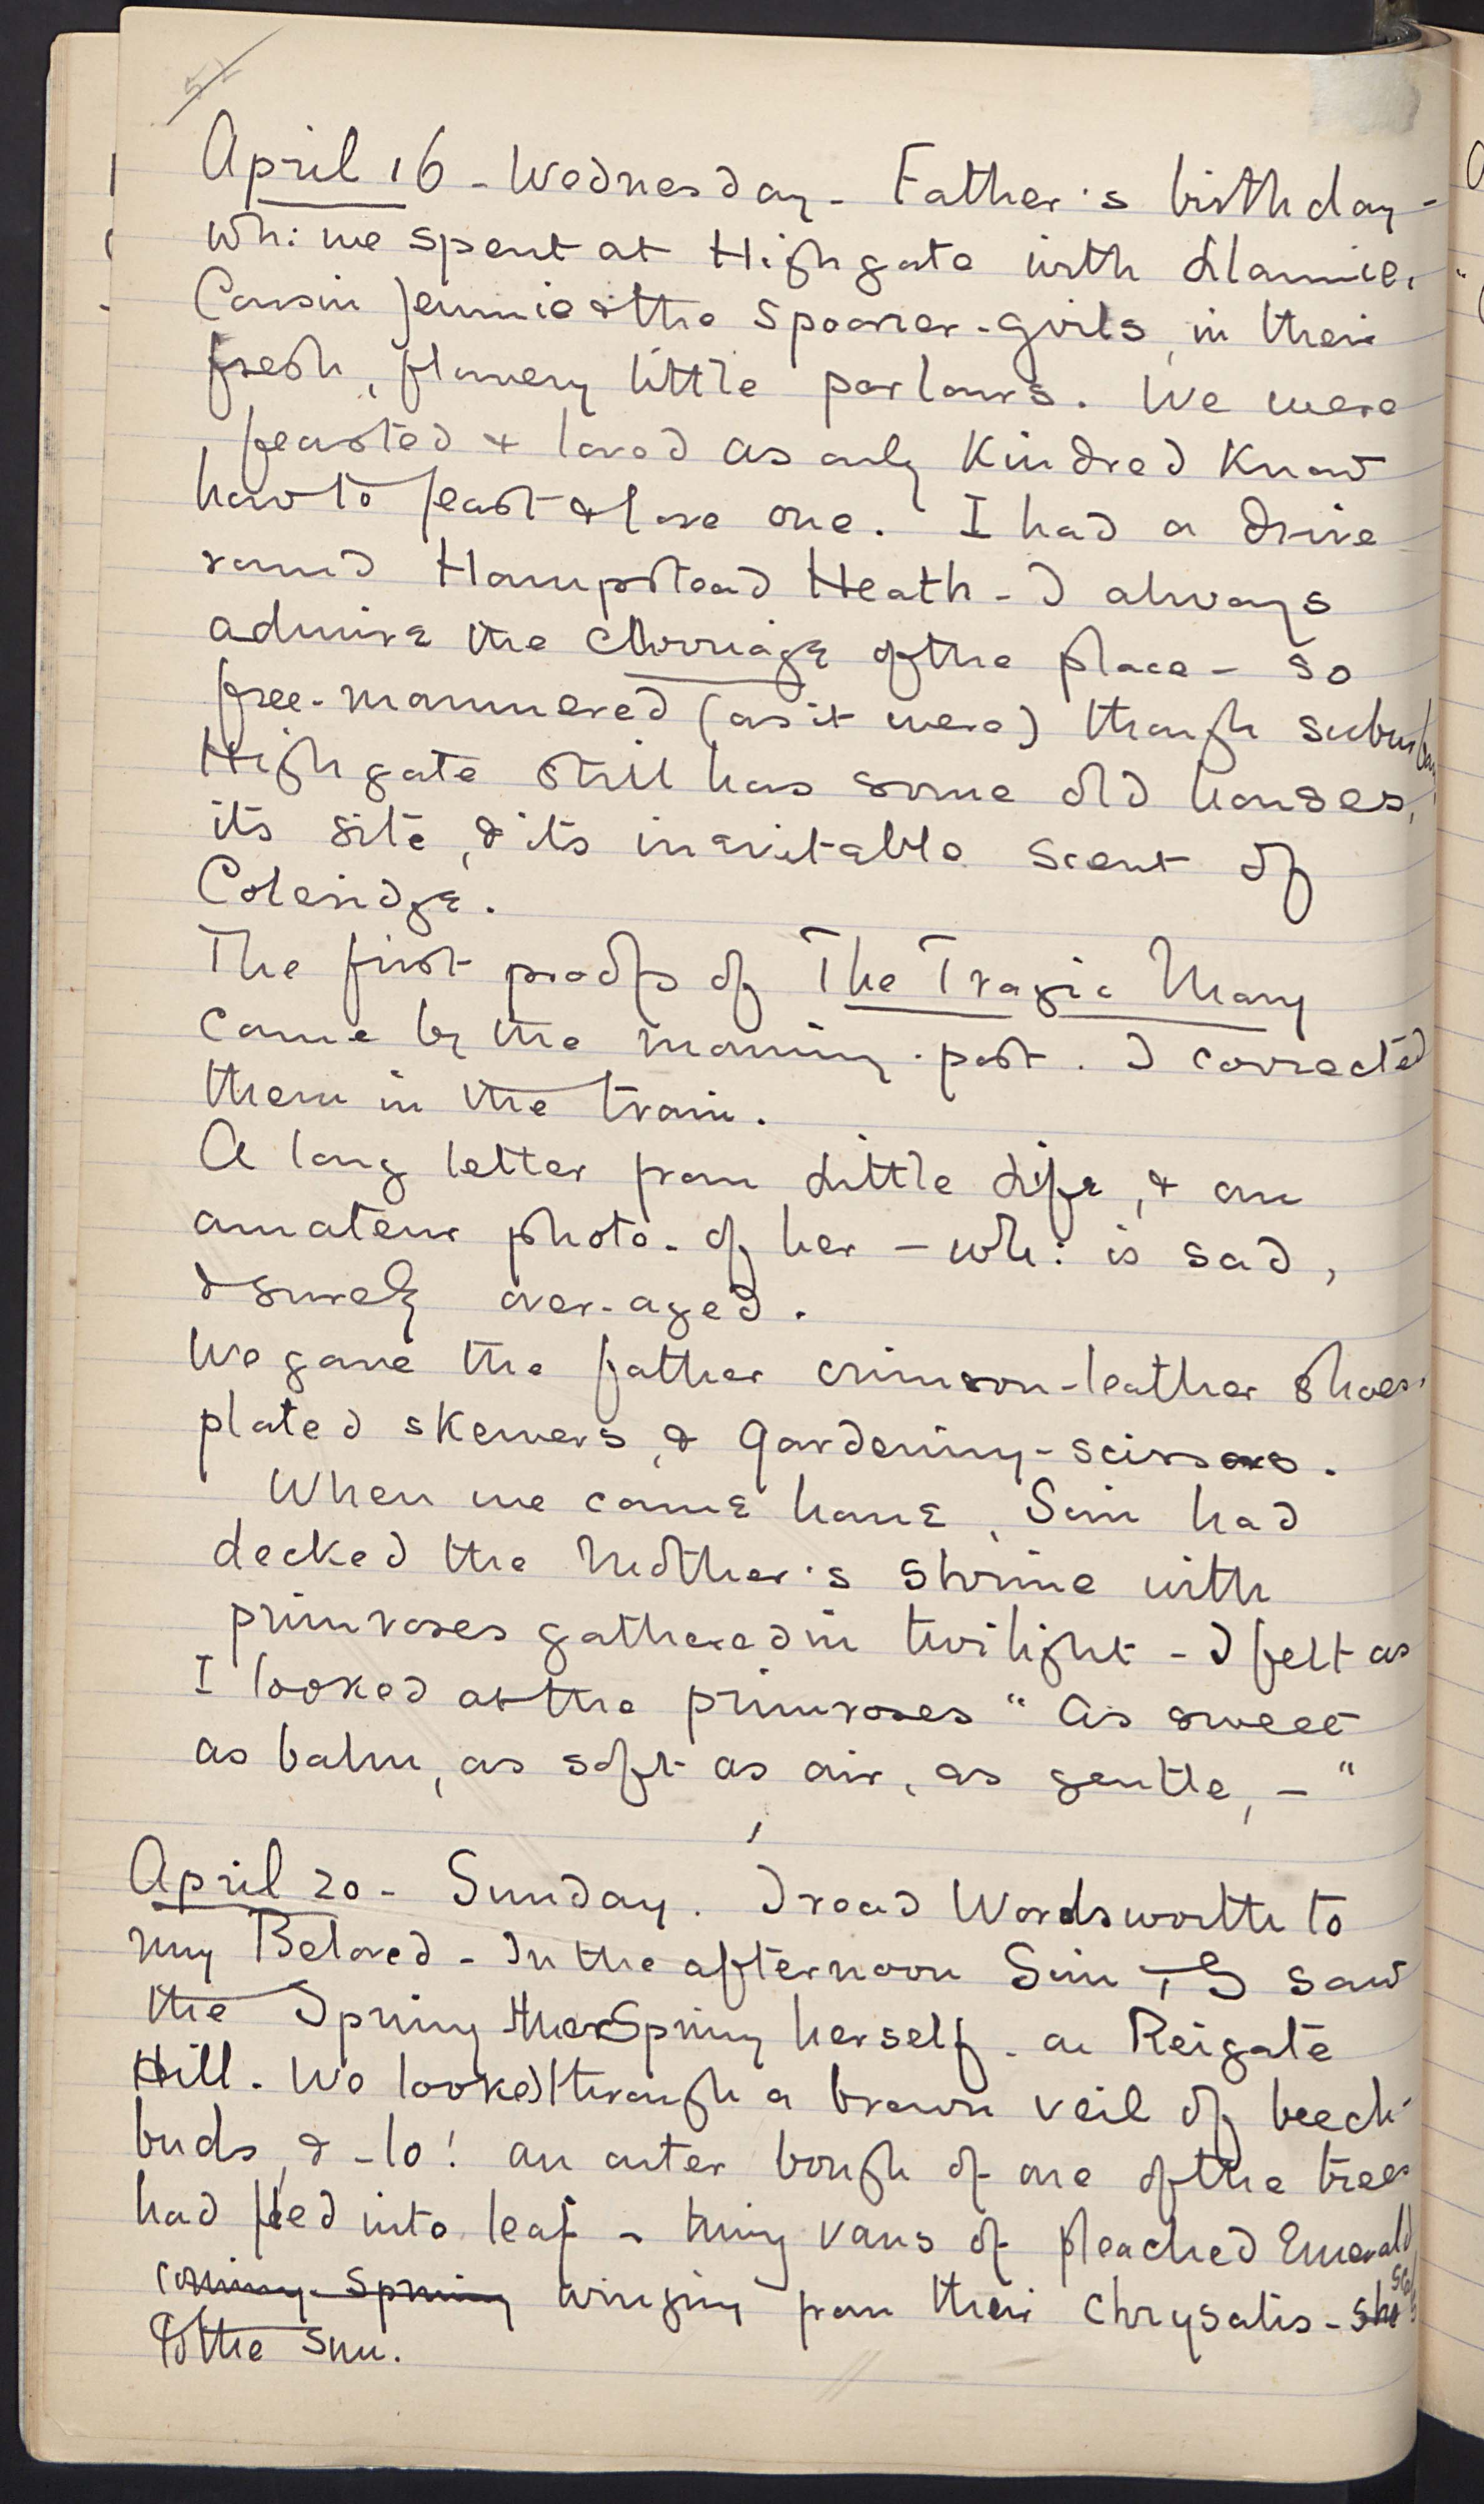 April 16 - Wednesday - Father's birthday -
wh: we spent at Highgate with Mannie,
Cousin Jennie & the Spooner-girls, in their
fresh, flowery little parlours. We were
feasted & loved as only Kindred know
how to feast & love one. I had a drive
round Hampstead Heath - I always
admire the of the place - so
free-mannered (as it were) though suburban,
Highgate still has some old houses,
its site, & its inevitable scent of
Coleridge.
The first proofs of The Tragic Mary
came by the morning-post. I corrected
them in the train.
A long letter from Little Life, & an
amateur photo. of her - wh: is sad,
& surely over-aged.
We gave the father crimson-leather shoes,
plated skewers, & gardening-scissors.
When we came home, Sim had
decked the Mother's shrine with
primroses gathered in twilight - I felt as
I looked at the primroses "As sweet
as balm, as soft as air, as gentle, - "
April 20 - Sunday. I read Wordsworth to
my Beloved - In the afternoon Sim & I saw
the Spring the Spring herself - on Reigate
Hill. We looked through a brown veil of beech-
buds, & - lo! an outer bough of one of the trees
had fled into leaf - tiny vans of pleached Emerald
coming Spring winging from their chrysalis - she
scales
to the sun.